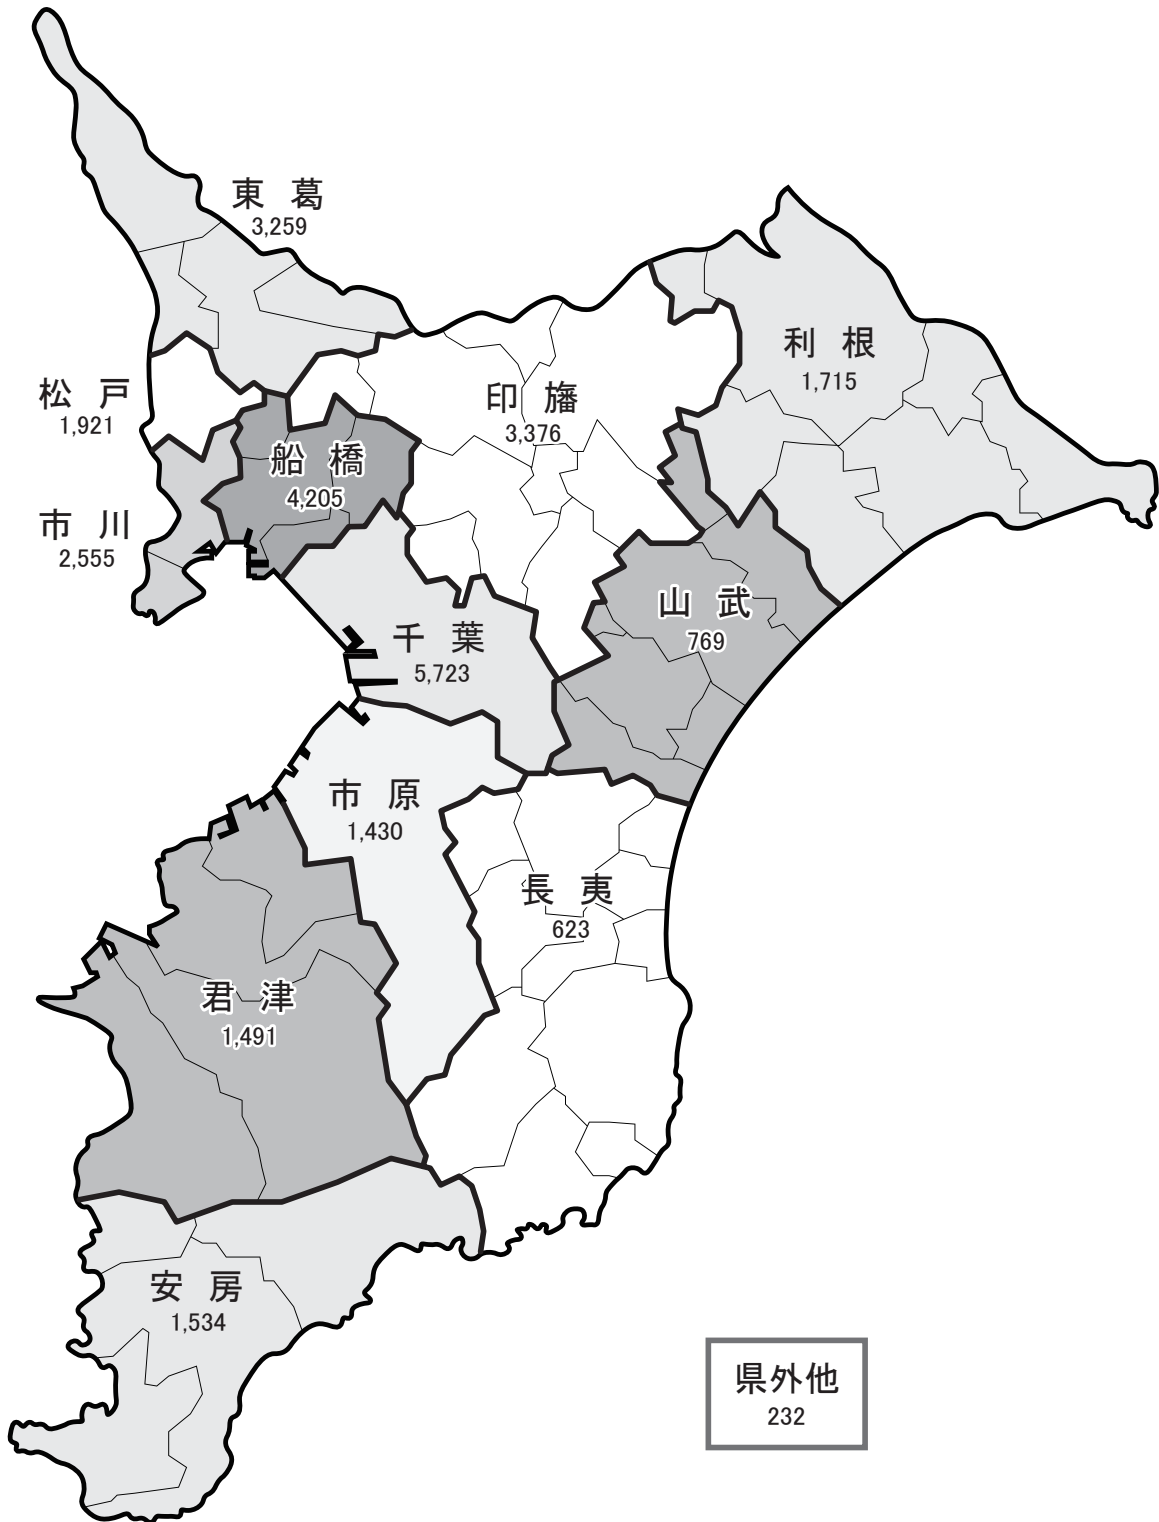 東葛
3,259
利根
1,715
松戸
1,921
印旛
3,376
船橋
4,205
市川
2,555
山武
769
千葉
5,723
市原
1,430
長夷
623
君津
1,491
安房
1,534
県外他
232